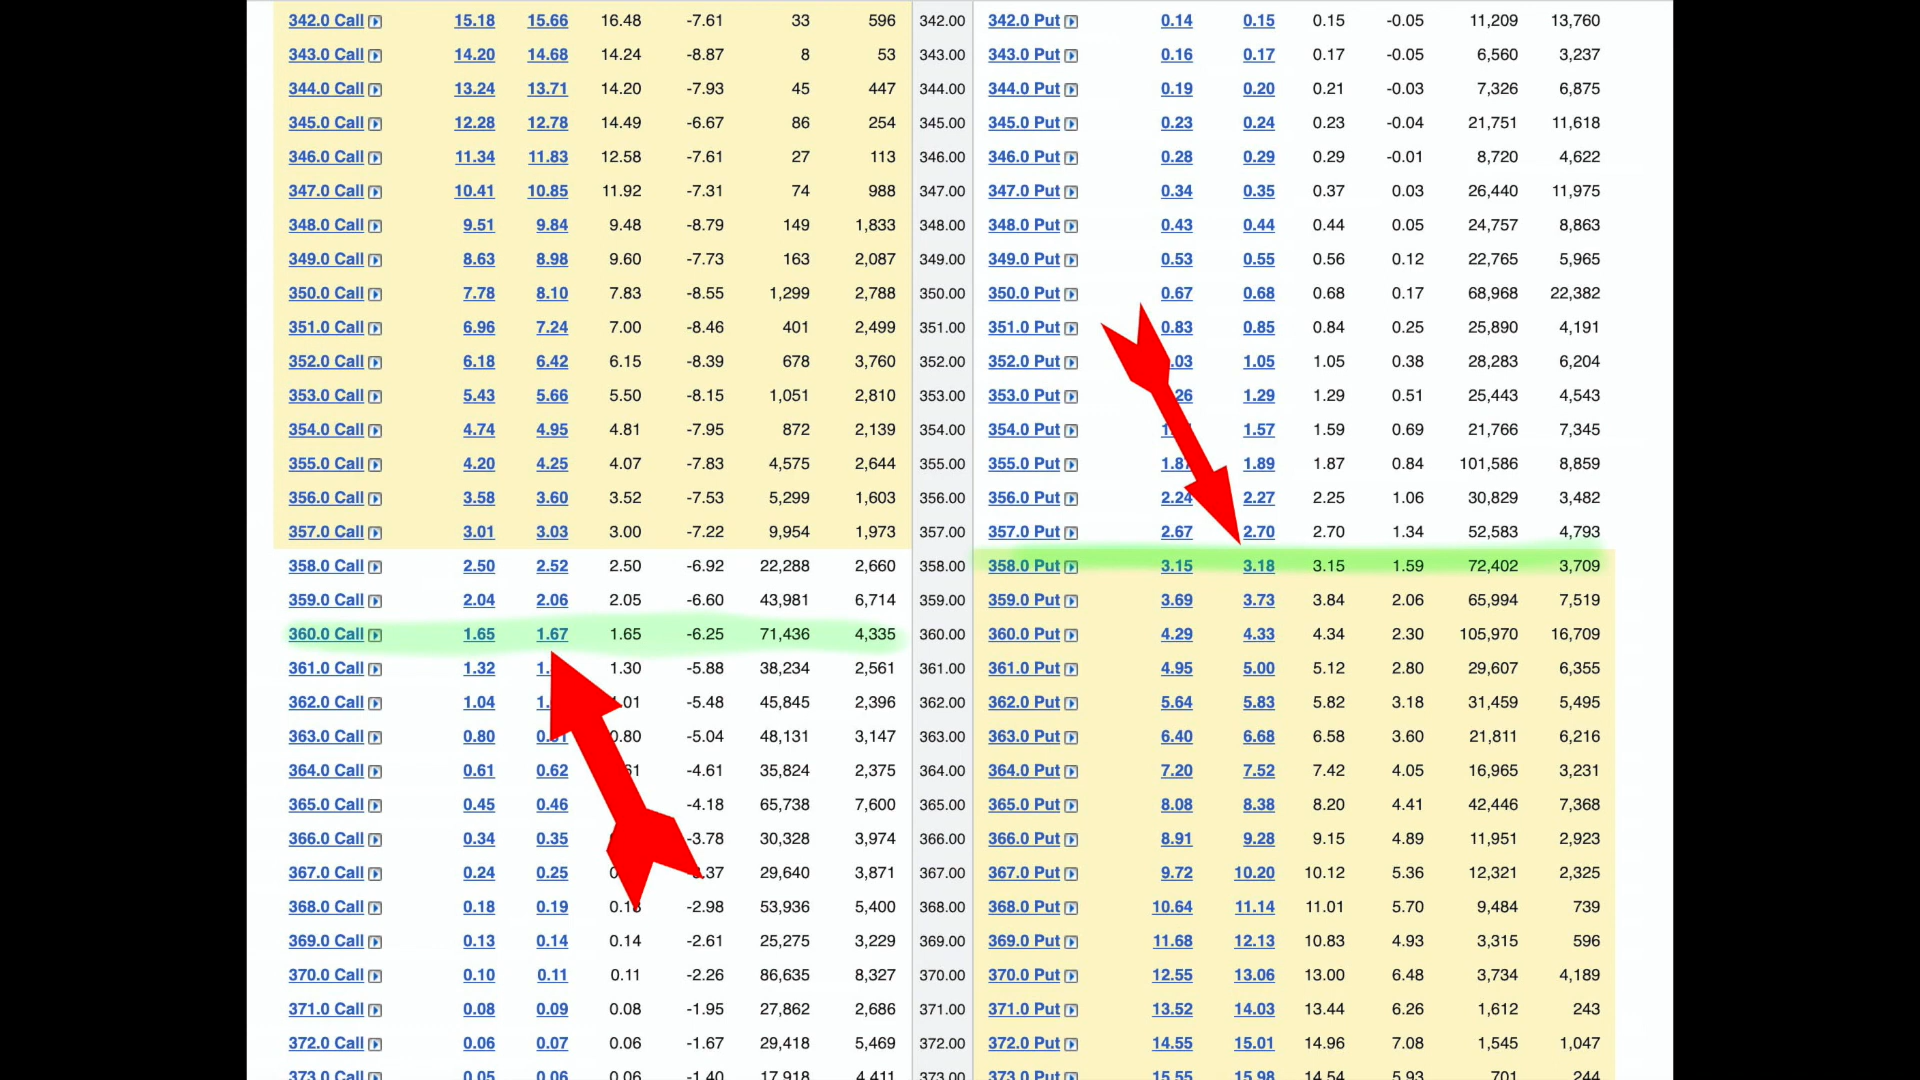 342.0 Call 15.18 15.66 16.48 -7.61 33 596 342.00 342.0 Put 0.14 0.15 0.15 -0.05 11,209 13,760
343.0 Call 14.20 14.68 14.24 -8.87 8 53 343.00 343.0 Put 0.16 0.17 0.17 -0.05 6,560 3,237
344.0 Call 13.24 13.71 14.20 -7.93 45 447 344.00 344.0 Put 0.19 0.20 0.21 -0.03 7,326 6,875
345.0 Call 12.28 12.78 14.49 -6.67 86 254 345.00 345.0 Put 0.23 0.24 0.23 -0.04 21,751 11,618
346.0 Call 11.34 11.83 12.58 -7.61 27 113 346.00 346.0 Put 0.28 0.29 0.29 -0.01 8,720 4,622
347.0 Call 10.41 10.85 11.92 -7.31 74 988 347.00 347.0 Put 0.34 0.35 0.37 0.03 26,440 11,975
348.0 Call 9.51 9.84 9.48 -8.79 149 1,833 348.00 348.0 Put 0.43 0.44 0.44 0.05 24,757 8,863
349.0 Call 8.63 8.98 9.60 -7.73 163 2,087 349.00 349.0 Put 0.53 0.55 0.56 0.12 22,765 5,965
350.0 Call 7.78 8.10 7.83 -8.55 1,299 2,788 350.00 350.0 Put 0.67 0.68 0.68 0.17 68,968 22,382
351.0 Call 6.96 7.24 7.00 -8.46 401 2,499 351.00 351.0 Put 0.83 0.85 0.84 0.25 25,890 4,191
352.0 Call 6.18 6.42 6.15 -8.39 678 3,760 352.00 352.0 Put .03 1.05 1.05 0.38 28,283 6,204
353.0 Call 5.43 5.66 5.50 -8.15 1,051 2,810 353.00 353.0 Put 26 1.29 1.29 0.51 25,443 4,543
354.0 Call 4.74 4.95 4.81 -7.95 872 2,139 354.00 354.0 Put 1.57 1.59 0.69 21,766 7,345
355.0 Call 4.20 4.25 4.07 -7.83 4,575 2,644 355.00 355.0 Put 1.87 1.89 1.87 0.84 101,586 8,859
356.0 Call 3.58 3.60 3.52 -7.53 5,299 1,603 356.00 356.0 Put 2.24 2.27 2.25 1.06 30,829 3,482
357.0 Call 3.01 3.03 3.00 -7.22 9,954 1,973 357.00 357.0 Put 2.67 2.70 2.70 1.34 52,583 4,793
358.0 Call 2.50 2.52 2.50 -6.92 22,288 2,660 358.00 358.0 Put 3.15 3.18 3.15 1.59 72,402 3,709
359.0 Call 2.04 2.06 2.05 -6.60 43,981 6,714 359.00 359.0 Put 3.69 3.73 3.84 2.06 65,994 7,519
360.0 Call 1.65 1.67 1.65 -6.25 71,436 4,335 360.00 360.0 Put 4.29 4.33 4.34 2.30 105,970 16,709
361.0 Call 1.32 1.30 -5.88 38,234 2,561 361.00 361.0 Put 4.95 5.00 5.12 2.80 29,607 6,355
362.0 Call 1.04 .01 -5.48 45,845 2,396 362.00 362.0 Put 5.64 5.83 5.82 3.18 31,459 5,495
363.0 Call 0.80 0.80 -5.04 48,131 3,147 363.00 363.0 Put 6.40 6.68 6.58 3.60 21,811 6,216
364.0 Call 0.61 0.62 -4.61 35,824 2,375 364.00 364.0 Put 7.20 7.52 7.42 4.05 16,965 3,231
365.0 Call 0.45 0.46 -4.18 65,738 7,600 365.00 365.0 Put 8.08 8.38 8.20 4.41 42,446 7,368
366.0 Call 0.34 0.35 -3.78 30,328 3,974 366.00 366.0 Put 8.91 9.28 9.15 4.89 11,951 2,923
367.0 Call 0.24 0.25 .37 29,640 3,871 367.00 367.0 Put 9.72 10.20 10.12 5.36 12,321 2,325
368.0 Call 0.18 0.19 -2.98 53,936 5,400 368.00 368.0 Put 10.64 11.14 11.01 5.70 9,484 739
369.0 Call 0.13 0.14 0.14 -2.61 25,275 3,229 369.00 369.0 Put 11.68 12.13 10.83 4.93 3,315 596
370.0 Call 0.10 0.11 0.11 -2.26 86,635 8,327 370.00 370.0 Put 12.55 13.06 13.00 6.48 3,734 4,189
371.0 Call 0.08 0.09 0.08 -1.95 27,862 2,686 371.00 371.0 Put 13.52 14.03 13.44 6.26 1,612 243
372.0 Call 0.06 0.07 0.06 -1.67 29,418 5,469 372.00 372.0 Put 14.55 15.01 14.96 7.08 1,545 1,047
373.0 Call 0.05 0.06 0.06 -1.40 17,918 4,411 373.00 373.0 Put 15.55 15.98 14.54 5.93 701 244